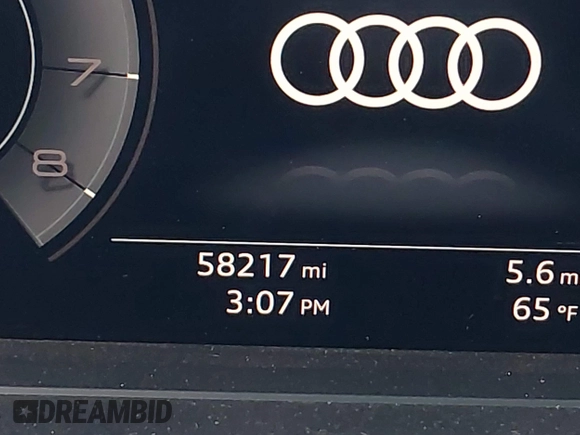 7
8
58217 mi
5.6 m
3:07 PM
65 °F
DREAMBID